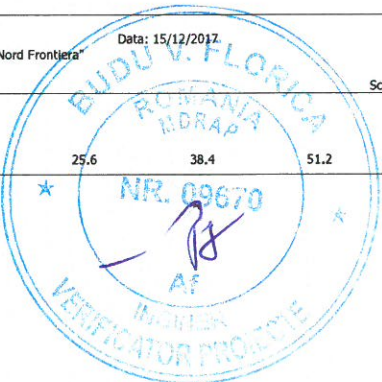 Data: 15/12/2017
Nord Frontiera"
Sc
BUDU V. FLORICA
ROMANIA
MDRAP
25.6 38.4 51.2
NR. 09670
Af
INGINER
VERIFICATOR PROIECTE